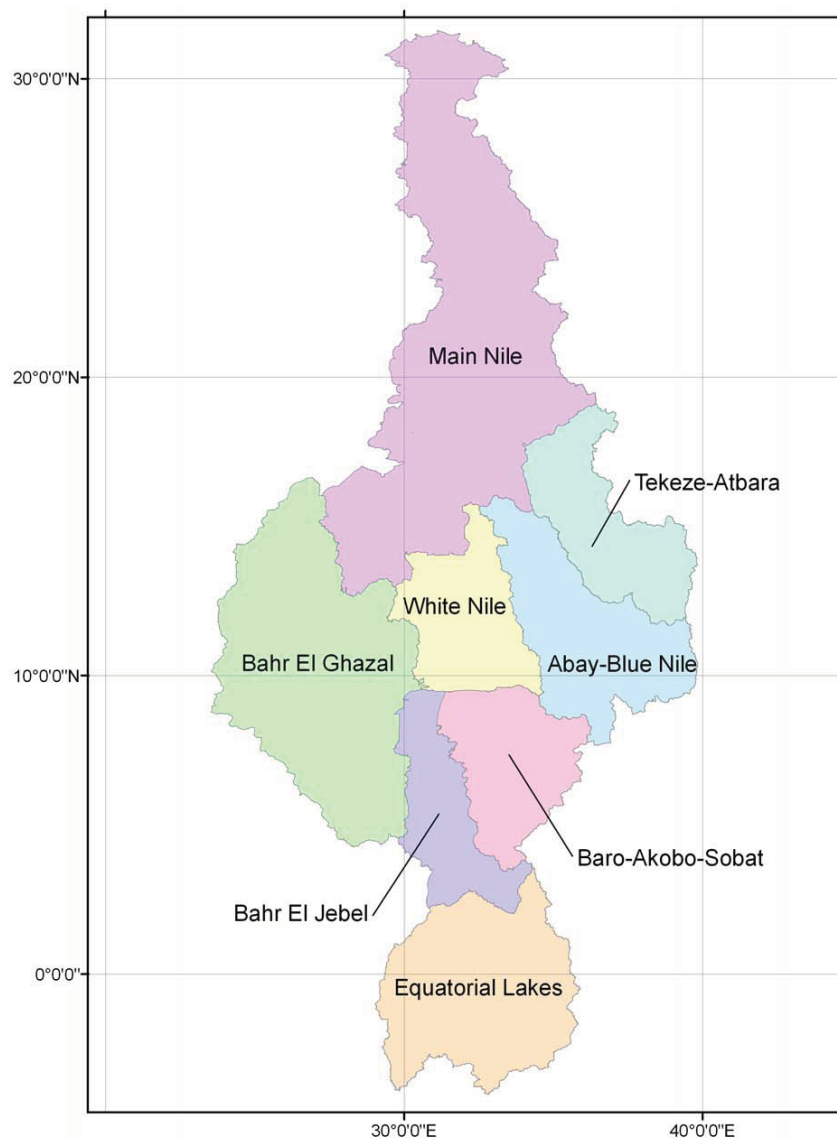 30°0'0"N
Main Nile
20°0'0"N
Tekeze-Atbara
White Nile
Bahr El Ghazal
Abay-Blue Nile
10°0'0"N
Baro-Akobo-Sobat
Bahr El Jebel
0°0'0"
Equatorial Lakes
30°0'0"E
40°0'0"E